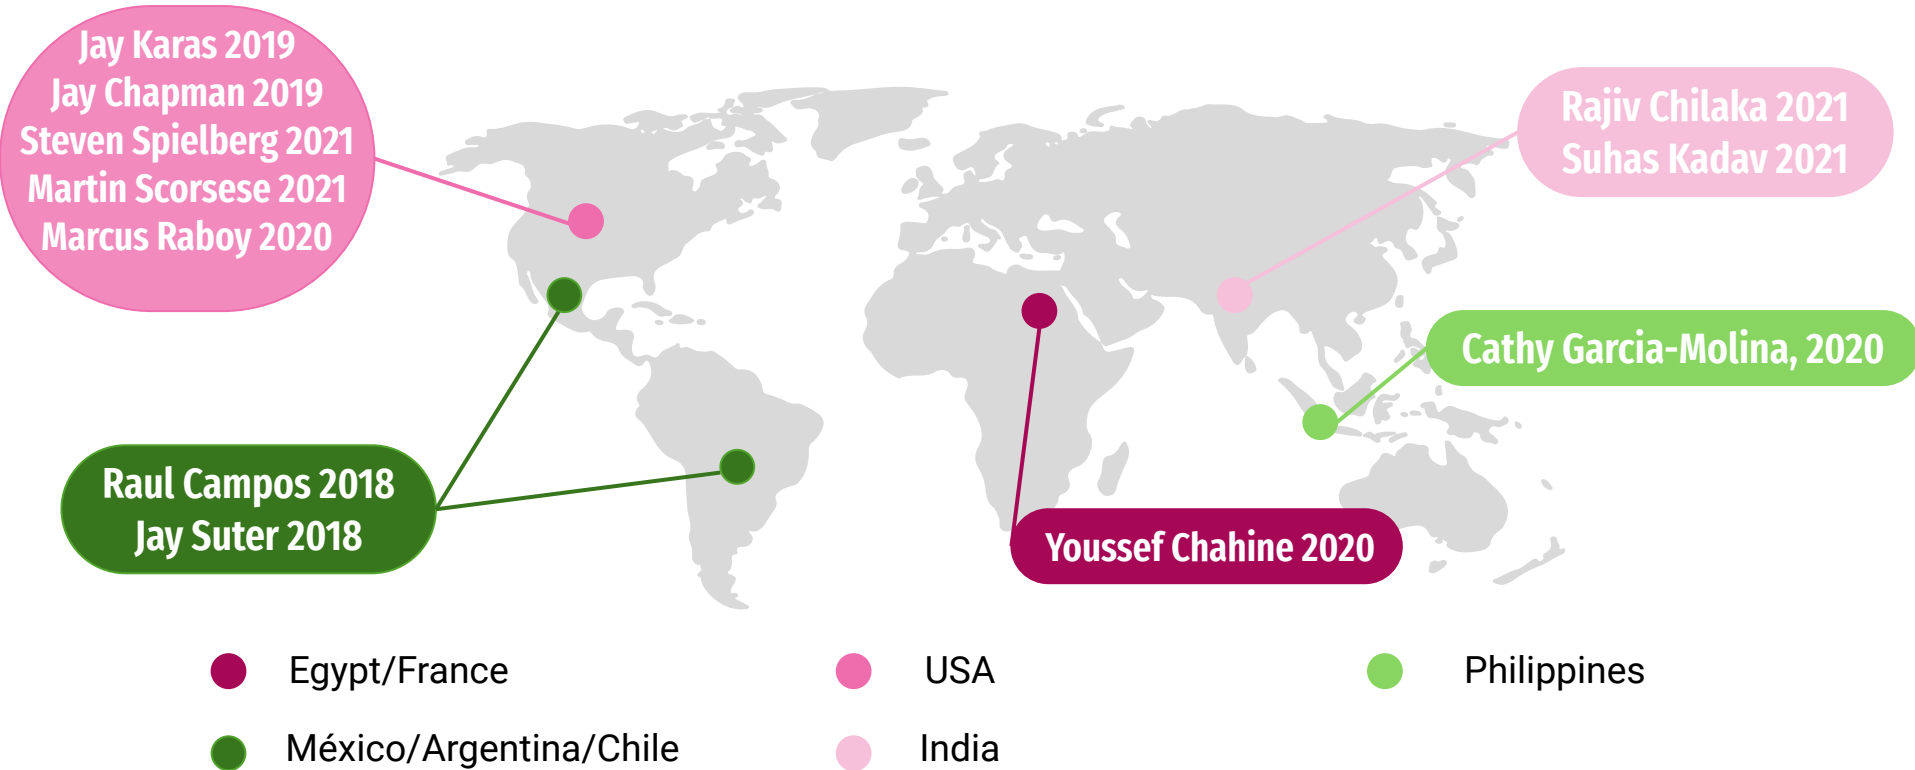 Jay Karas 2019
Jay Chapman 2019
Steven Spielberg 2021
Martin Scorsese 2021
Marcus Raboy 2020
Rajiv Chilaka 2021
Suhas Kadav 2021
Cathy Garcia-Molina, 2020
Raul Campos 2018
Jay Suter 2018
Youssef Chahine 2020
Egypt/France
USA
Philippines
México/Argentina/Chile
India